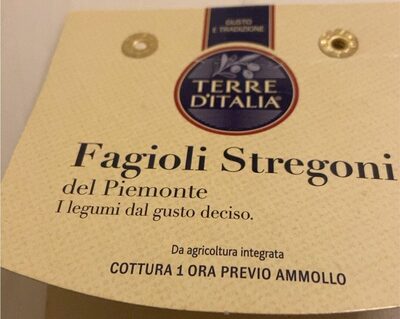 GUSTO
E TRADIZIONE
TERRE
D'ITALIA
Fagioli Stregoni
del Piemonte
I legumi dal gusto deciso.
Da agricoltura integrata
COTTURA 1 ORA PREVIO AMMOLLO